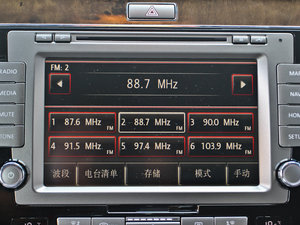 FM: 2
88.7 MHz
1 87.6 MHz FM 2 88.7 MHz FM 3 90.0 MHz FM
4 91.5 MHz FM 5 97.4 MHz FM 6 103.9 MHz FM
波段 电台清单 存储 模式 手动
RADIO
MEDIA
MUTE
TONE
NAVI